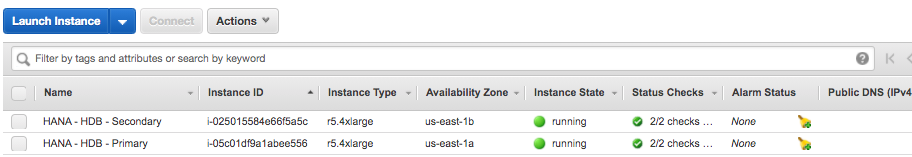 Launch Instance Connect Actions
Filter by tags and attributes or search by keyword
Name Instance ID Instance Type Availability Zone Instance State Status Checks Alarm Status Public DNS (IPv4
HANA - HDB - Secondary i-025015584e66f5a5c r5.4xlarge us-east-1b running 2/2 checks ... None
HANA - HDB - Primary i-05c01df9a1abee556 r5.4xlarge us-east-1a running 2/2 checks ... None